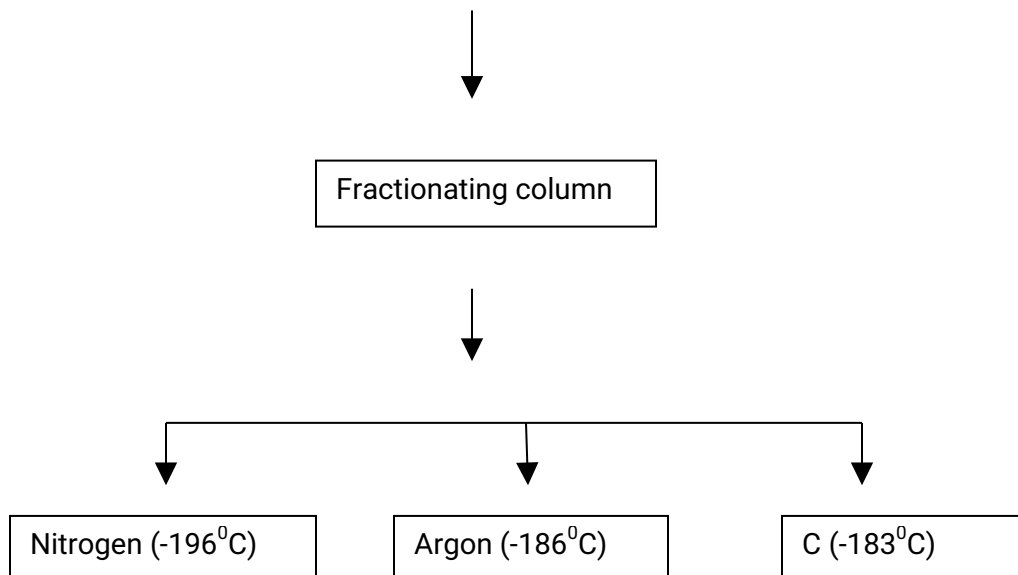 Fractionating column
Nitrogen (-196⁰C) Argon (-186⁰C) C (-183⁰C)